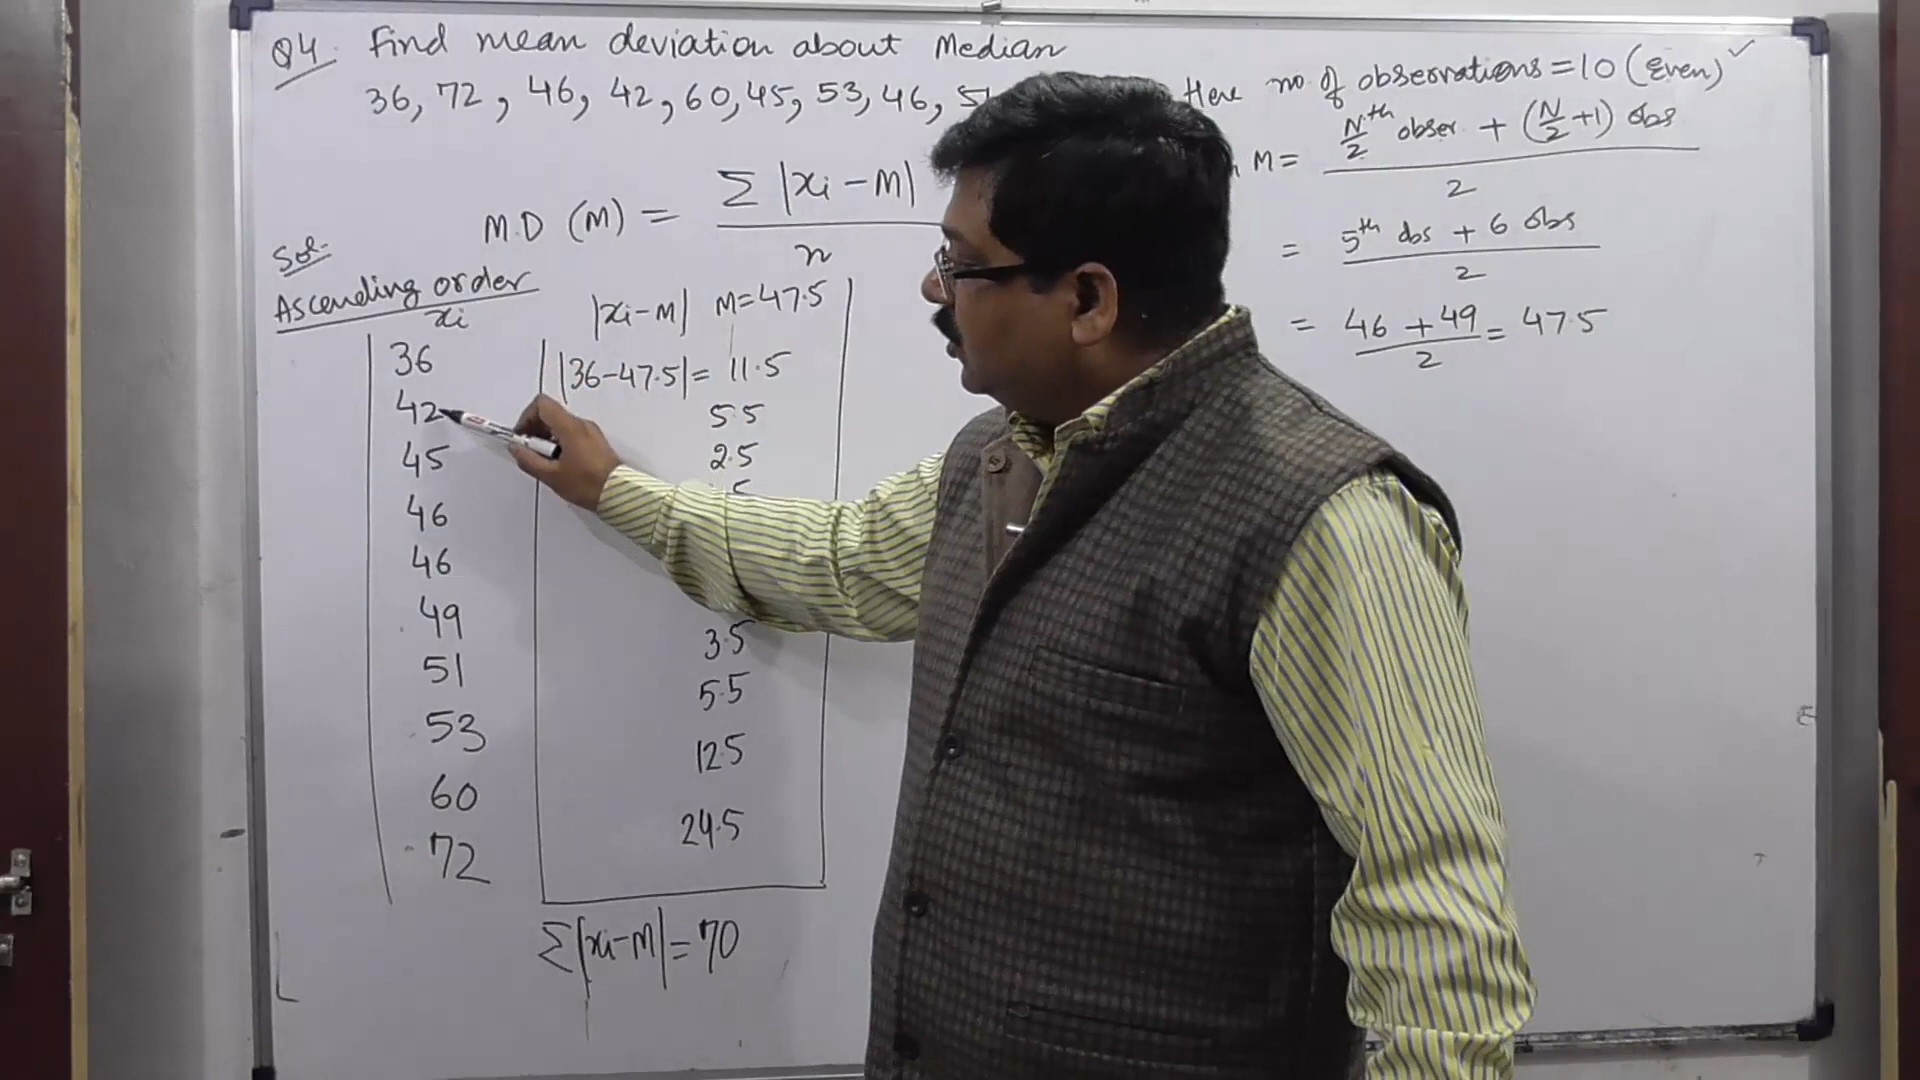 Q4. Find mean deviation about Median
36, 72, 46, 42, 60, 45, 53, 46, 51
M.D (M) = Σ |xi - M| / n
Sol.
Ascending order
xi
36
42
45
46
46
49
51
53
60
72
|xi - M| M = 47.5
|36 - 47.5| = 11.5
5.5
2.5
3.5
5.5
12.5
24.5
Σ|xi - M| = 70
Here no. of observations = 10 (Even) ✓
M = (N/2 th obser. + (N/2 + 1) obs) / 2
= (5th obs + 6 obs) / 2
= (46 + 49) / 2 = 47.5